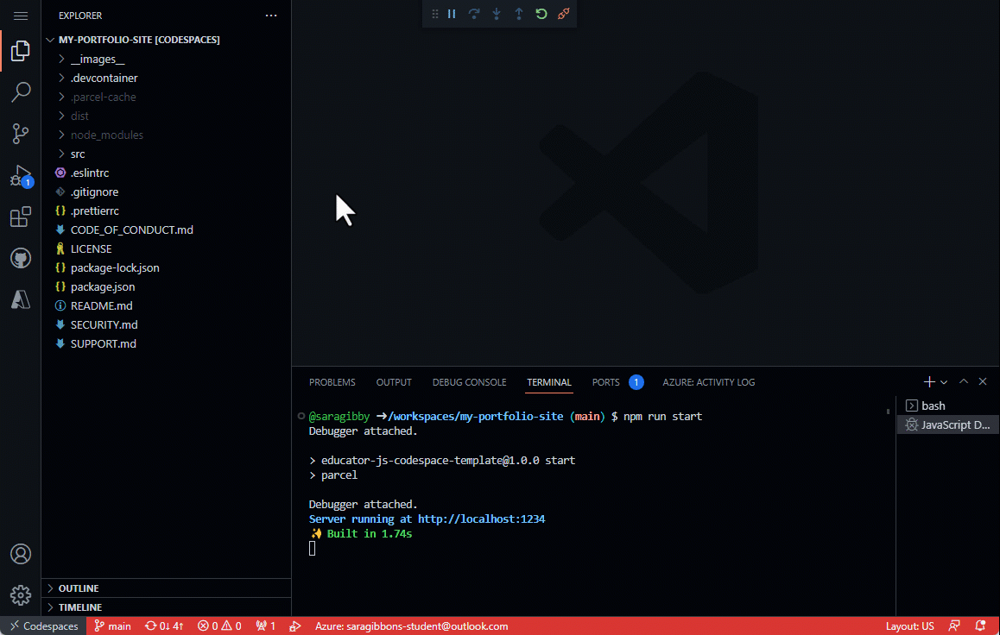 EXPLORER
MY-PORTFOLIO-SITE [CODESPACES]
__images__
.devcontainer
.parcel-cache
dist
node_modules
src
.eslintrc
.gitignore
.prettierrc
CODE_OF_CONDUCT.md
LICENSE
package-lock.json
package.json
README.md
SECURITY.md
SUPPORT.md
OUTLINE
TIMELINE
1
PROBLEMS OUTPUT DEBUG CONSOLE TERMINAL PORTS 1 AZURE: ACTIVITY LOG
@saragibby ➜/workspaces/my-portfolio-site (main) $ npm run start
Debugger attached.
> educator-js-codespace-template@1.0.0 start
> parcel
Debugger attached.
Server running at http://localhost:1234
✨ Built in 1.74s
bash
JavaScript D...
Codespaces main 0↓ 4↑ 0 0 1 Azure: saragibbons-student@outlook.com Layout: US